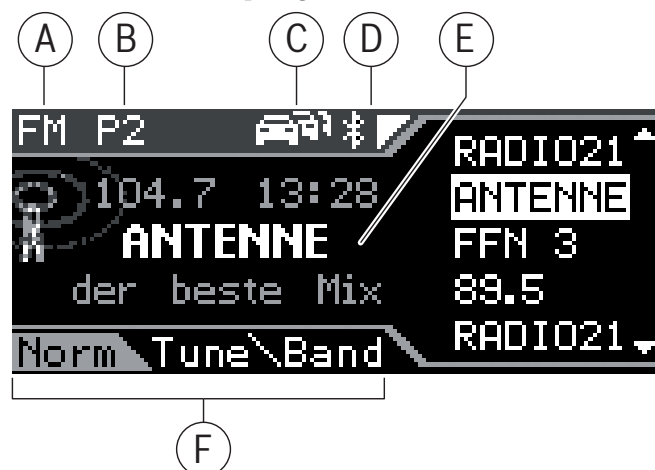 A B C D E
FM P2
104.7 13:28
ANTENNE
der beste Mix
Norm Tune Band
RADIO21
ANTENNE
FFN 3
89.5
RADIO21
F